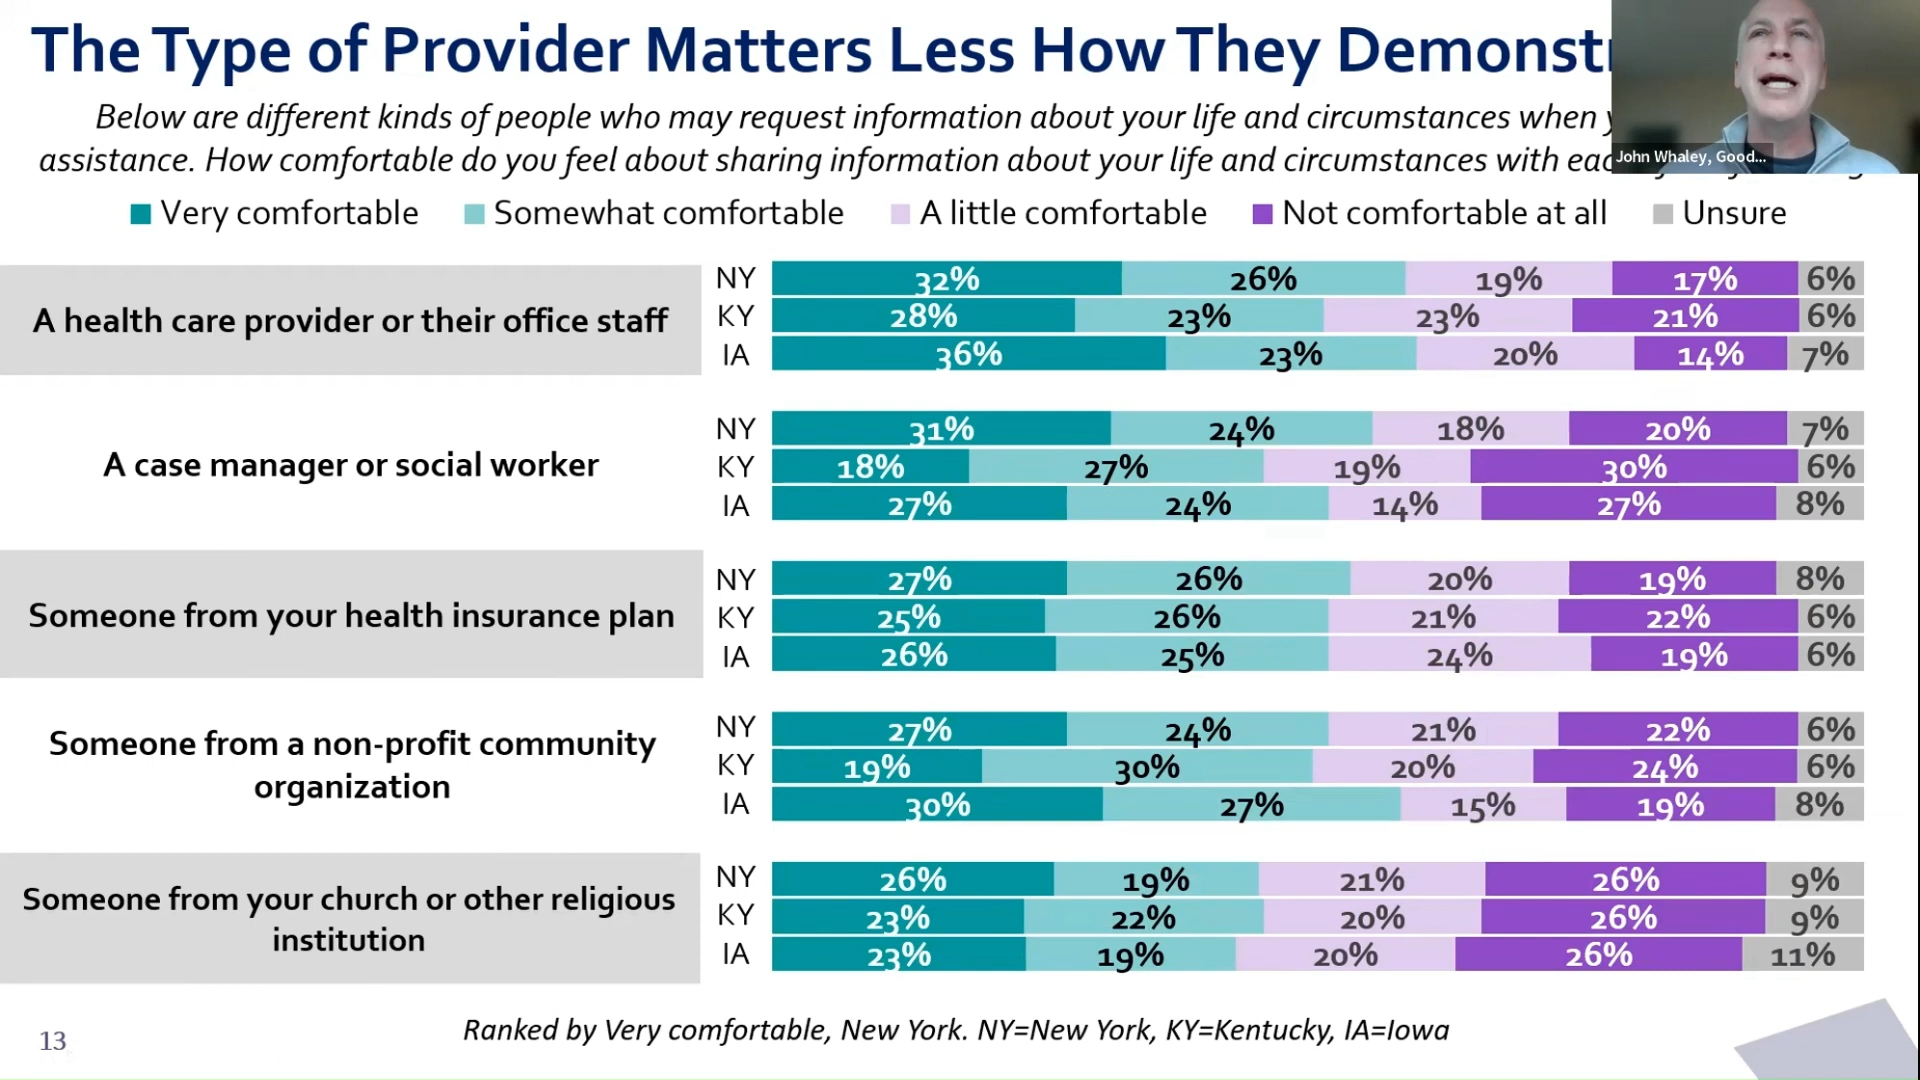 The Type of Provider Matters Less How They
Below are different kinds of people who may request information about your life and circumstances when
assistance. How comfortable do you feel about sharing information about your life and circumstances with
John Whaley, Good...
Very comfortable Somewhat comfortable A little comfortable Not comfortable at all Unsure
A health care provider or their office staff
NY 32% 26% 19% 17% 6%
KY 28% 23% 23% 21% 6%
IA 36% 23% 20% 14% 7%
A case manager or social worker
NY 31% 24% 18% 20% 7%
KY 18% 27% 19% 30% 6%
IA 27% 24% 14% 27% 8%
Someone from your health insurance plan
NY 27% 26% 20% 19% 8%
KY 25% 26% 21% 22% 6%
IA 26% 25% 24% 19% 6%
Someone from a non-profit community
organization
NY 27% 24% 21% 22% 6%
KY 19% 30% 20% 24% 6%
IA 30% 27% 15% 19% 8%
Someone from your church or other religious
institution
NY 26% 19% 21% 26% 9%
KY 23% 22% 20% 26% 9%
IA 23% 19% 20% 26% 11%
Ranked by Very comfortable, New York. NY=New York, KY=Kentucky, IA=Iowa
13